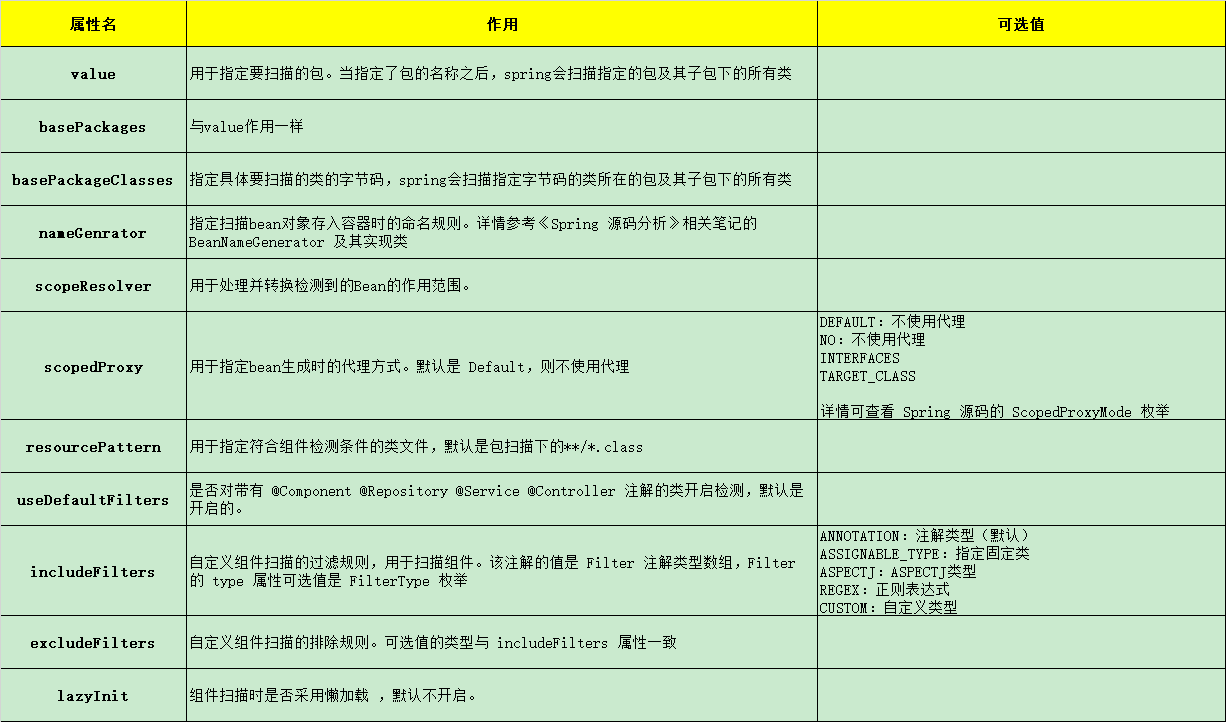 属性名 作用 可选值
value 用于指定要扫描的包。当指定了包的名称之后，spring会扫描指定的包及其子包下的所有类
basePackages 与value作用一样
basePackageClasses 指定具体要扫描的类的字节码，spring会扫描指定字节码的类所在的包及其子包下的所有类
nameGenrator
指定扫描bean对象存入容器时的命名规则。详情参考《Spring 源码分析》相关笔记的
BeanNameGenerator 及其实现类
scopeResolver 用于处理并转换检测到的Bean的作用范围。
scopedProxy 用于指定bean生成时的代理方式。默认是 Default，则不使用代理
DEFAULT：不使用代理
NO：不使用代理
INTERFACES
TARGET_CLASS
详情可查看 Spring 源码的 ScopedProxyMode 枚举
resourcePattern 用于指定符合组件检测条件的类文件，默认是包扫描下的**/*.class
useDefaultFilters
是否对带有 @Component @Repository @Service @Controller 注解的类开启检测，默认是
开启的。
includeFilters
自定义组件扫描的过滤规则，用于扫描组件。该注解的值是 Filter 注解类型数组，Filter
的 type 属性可选值是 FilterType 枚举
ANNOTATION：注解类型（默认）
ASSIGNABLE_TYPE：指定固定类
ASPECTJ：ASPECTJ类型
REGEX：正则表达式
CUSTOM：自定义类型
excludeFilters 自定义组件扫描的排除规则。可选值的类型与 includeFilters 属性一致
lazyInit 组件扫描时是否采用懒加载 ，默认不开启。